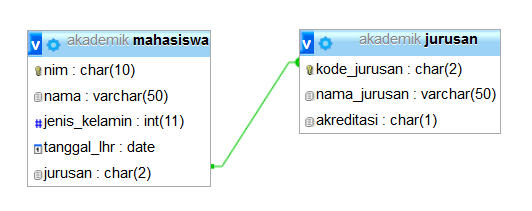 v akademik mahasiswa
nim : char(10)
nama : varchar(50)
# jenis_kelamin : int(11)
tanggal_lhr : date
jurusan : char(2)
v akademik jurusan
kode_jurusan : char(2)
nama_jurusan : varchar(50)
akreditasi : char(1)